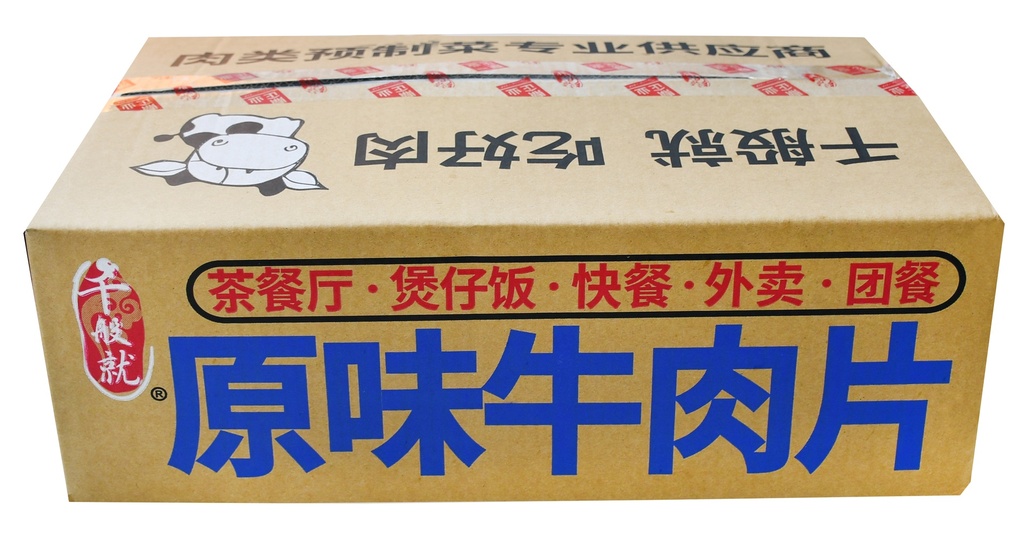 肉类预制菜专业供应商
千般就 吃好肉
千般就
®
茶餐厅·煲仔饭·快餐·外卖·团餐
原味牛肉片